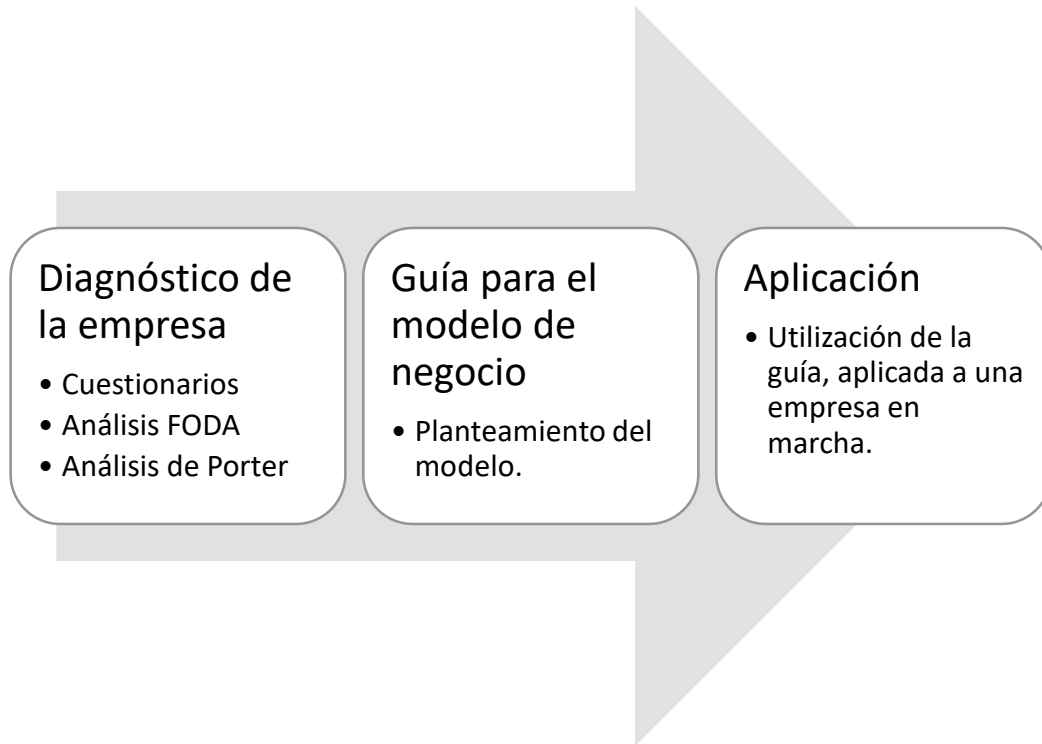 Diagnóstico de
la empresa
• Cuestionarios
• Análisis FODA
• Análisis de Porter
Guía para el
modelo de
negocio
• Planteamiento del
modelo.
Aplicación
• Utilización de la
guía, aplicada a una
empresa en
marcha.